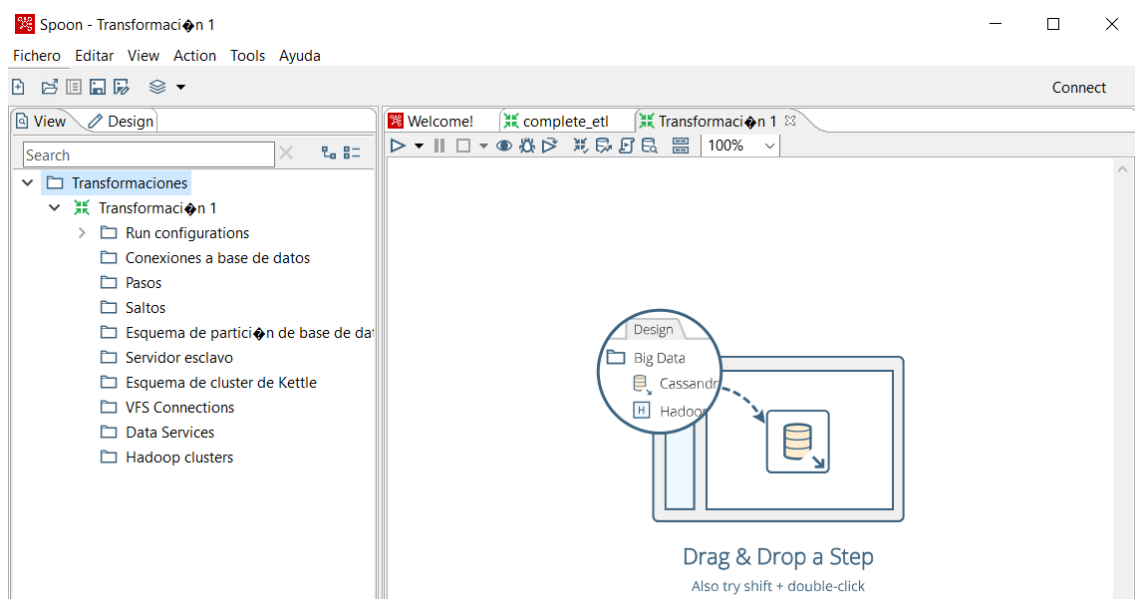 Spoon - Transformaci�n 1
Fichero Editar View Action Tools Ayuda
Connect
View Design
Search
Transformaciones
Transformaci�n 1
Run configurations
Conexiones a base de datos
Pasos
Saltos
Esquema de partici�n de base de dat
Servidor esclavo
Esquema de cluster de Kettle
VFS Connections
Data Services
Hadoop clusters
Welcome! complete_etl Transformaci�n 1
100%
Design
Big Data
Cassandr
H Hadoop
Drag & Drop a Step
Also try shift + double-click